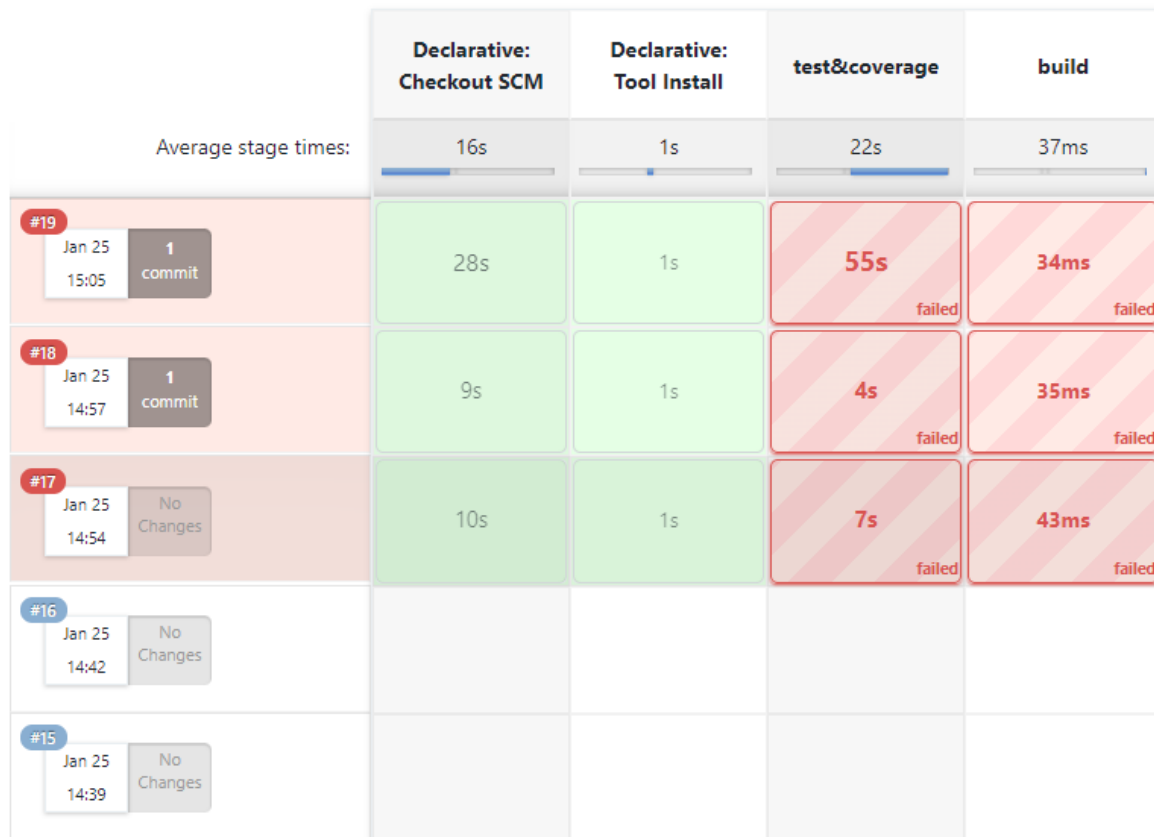 Declarative:
Checkout SCM
Declarative:
Tool Install
test&coverage
build
Average stage times:
16s
1s
22s
37ms
#19
Jan 25
15:05
1
commit
28s
1s
55s
failed
34ms
failed
#18
Jan 25
14:57
1
commit
9s
1s
4s
failed
35ms
failed
#17
Jan 25
14:54
No
Changes
10s
1s
7s
failed
43ms
failed
#16
Jan 25
14:42
No
Changes
#15
Jan 25
14:39
No
Changes